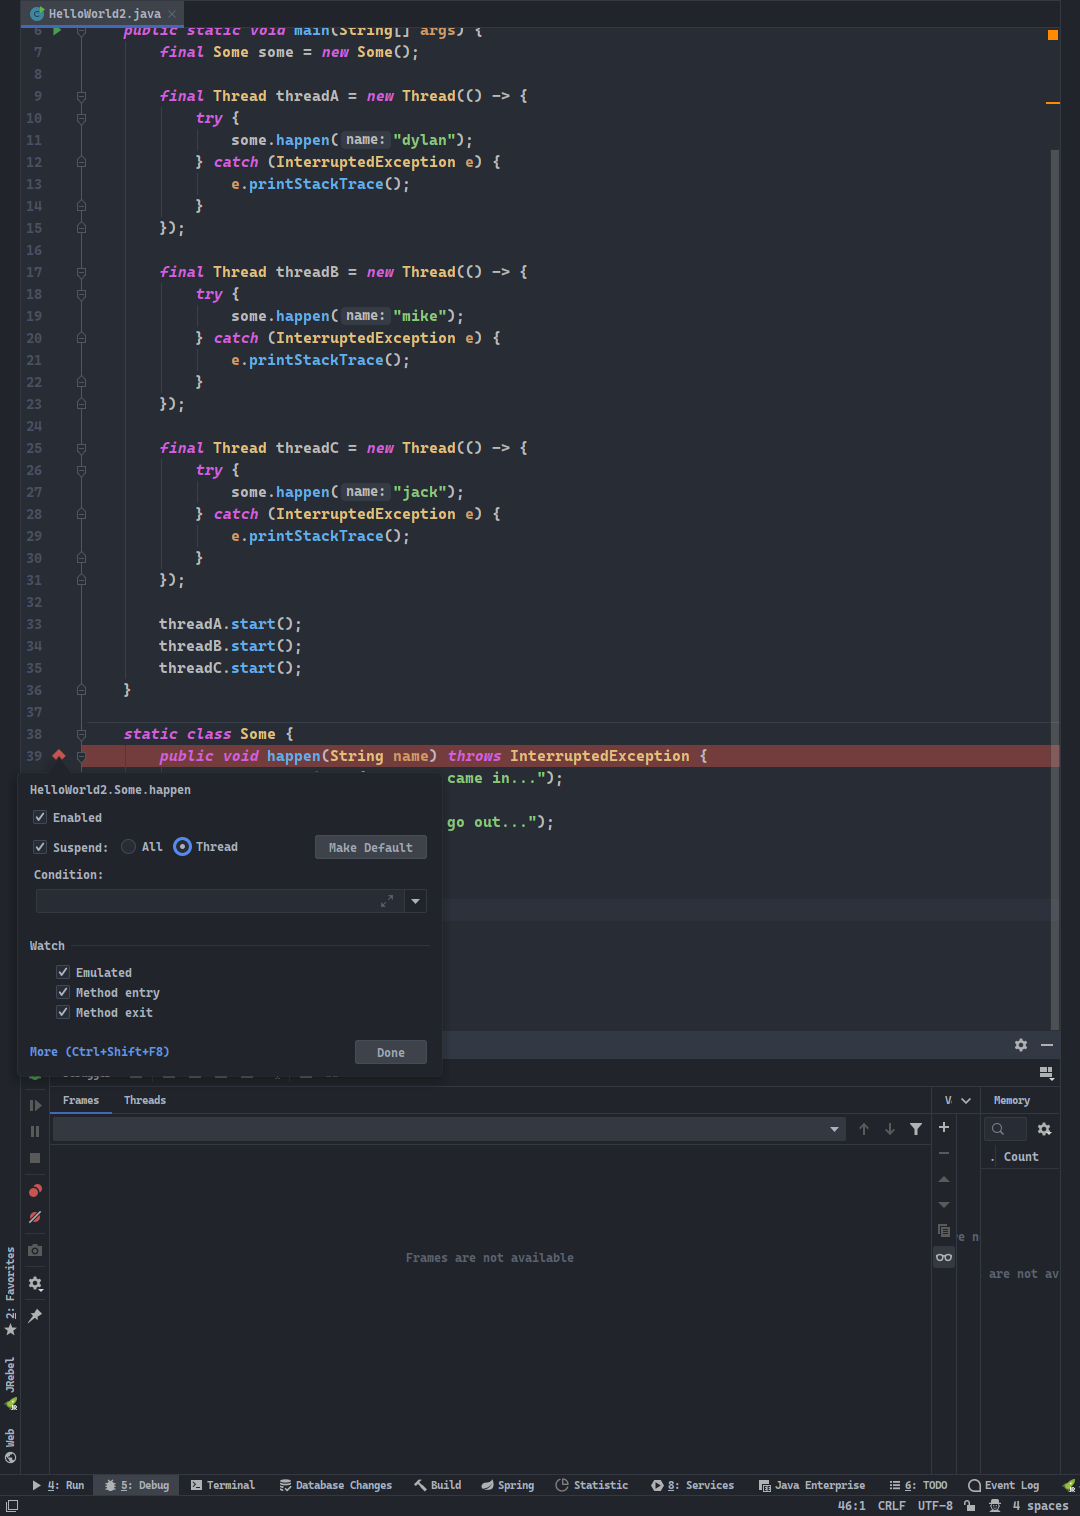 HelloWorld2.java
6 public static void main(String[] args) {
7 final Some some = new Some();
8
9 final Thread threadA = new Thread(() -> {
10 try {
11 some.happen( name: "dylan");
12 } catch (InterruptedException e) {
13 e.printStackTrace();
14 }
15 });
16
17 final Thread threadB = new Thread(() -> {
18 try {
19 some.happen( name: "mike");
20 } catch (InterruptedException e) {
21 e.printStackTrace();
22 }
23 });
24
25 final Thread threadC = new Thread(() -> {
26 try {
27 some.happen( name: "jack");
28 } catch (InterruptedException e) {
29 e.printStackTrace();
30 }
31 });
32
33 threadA.start();
34 threadB.start();
35 threadC.start();
36 }
37
38 static class Some {
39 public void happen(String name) throws InterruptedException {
came in...");
go out...");
HelloWorld2.Some.happen
Enabled
Suspend: All Thread Make Default
Condition:
Watch
Emulated
Method entry
Method exit
More (Ctrl+Shift+F8) Done
Frames Threads V Memory
. Count
Frames are not available
are not av
2: Favorites
JRebel
Web
4: Run 5: Debug Terminal Database Changes Build Spring Statistic 8: Services Java Enterprise 6: TODO Event Log
46:1 CRLF UTF-8 4 spaces